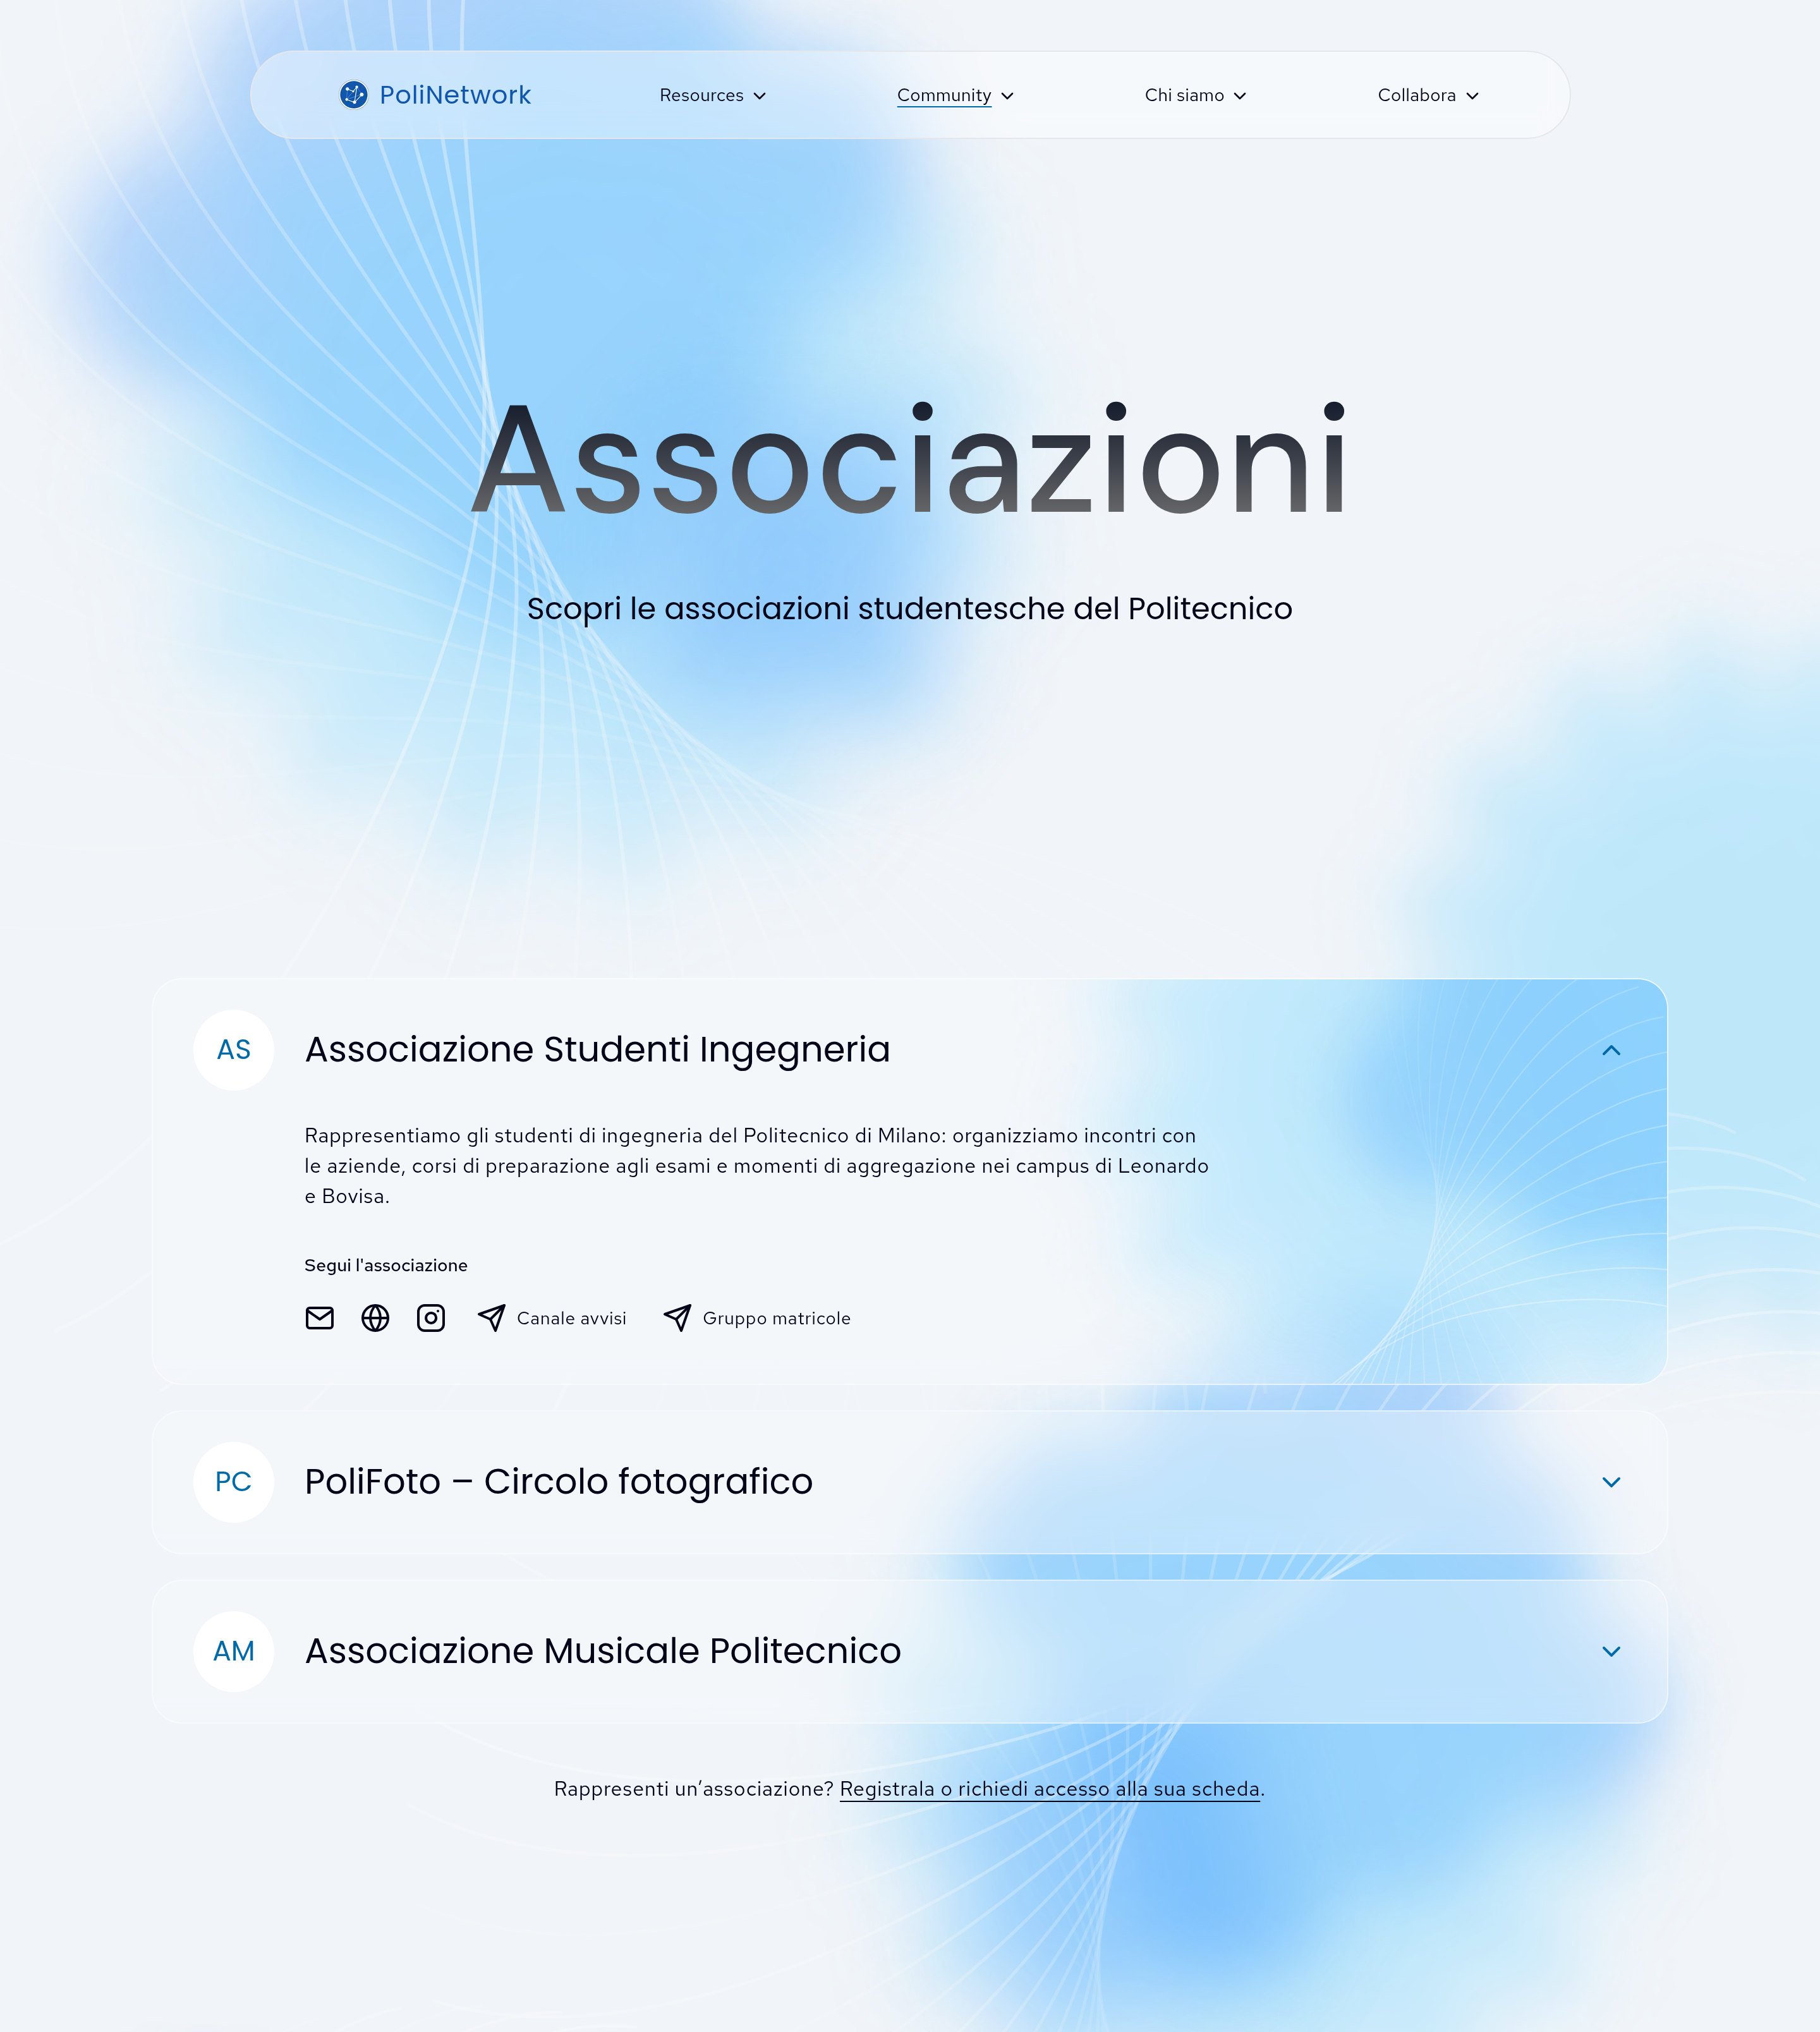 PoliNetwork
Resources
Community
Chi siamo
Collabora
Associazioni
Scopri le associazioni studentesche del Politecnico
AS
Associazione Studenti Ingegneria
Rappresentiamo gli studenti di ingegneria del Politecnico di Milano: organizziamo incontri con
le aziende, corsi di preparazione agli esami e momenti di aggregazione nei campus di Leonardo
e Bovisa.
Segui l'associazione
Canale avvisi
Gruppo matricole
PC
PoliFoto – Circolo fotografico
AM
Associazione Musicale Politecnico
Rappresenti un’associazione? Registrala o richiedi accesso alla sua scheda.